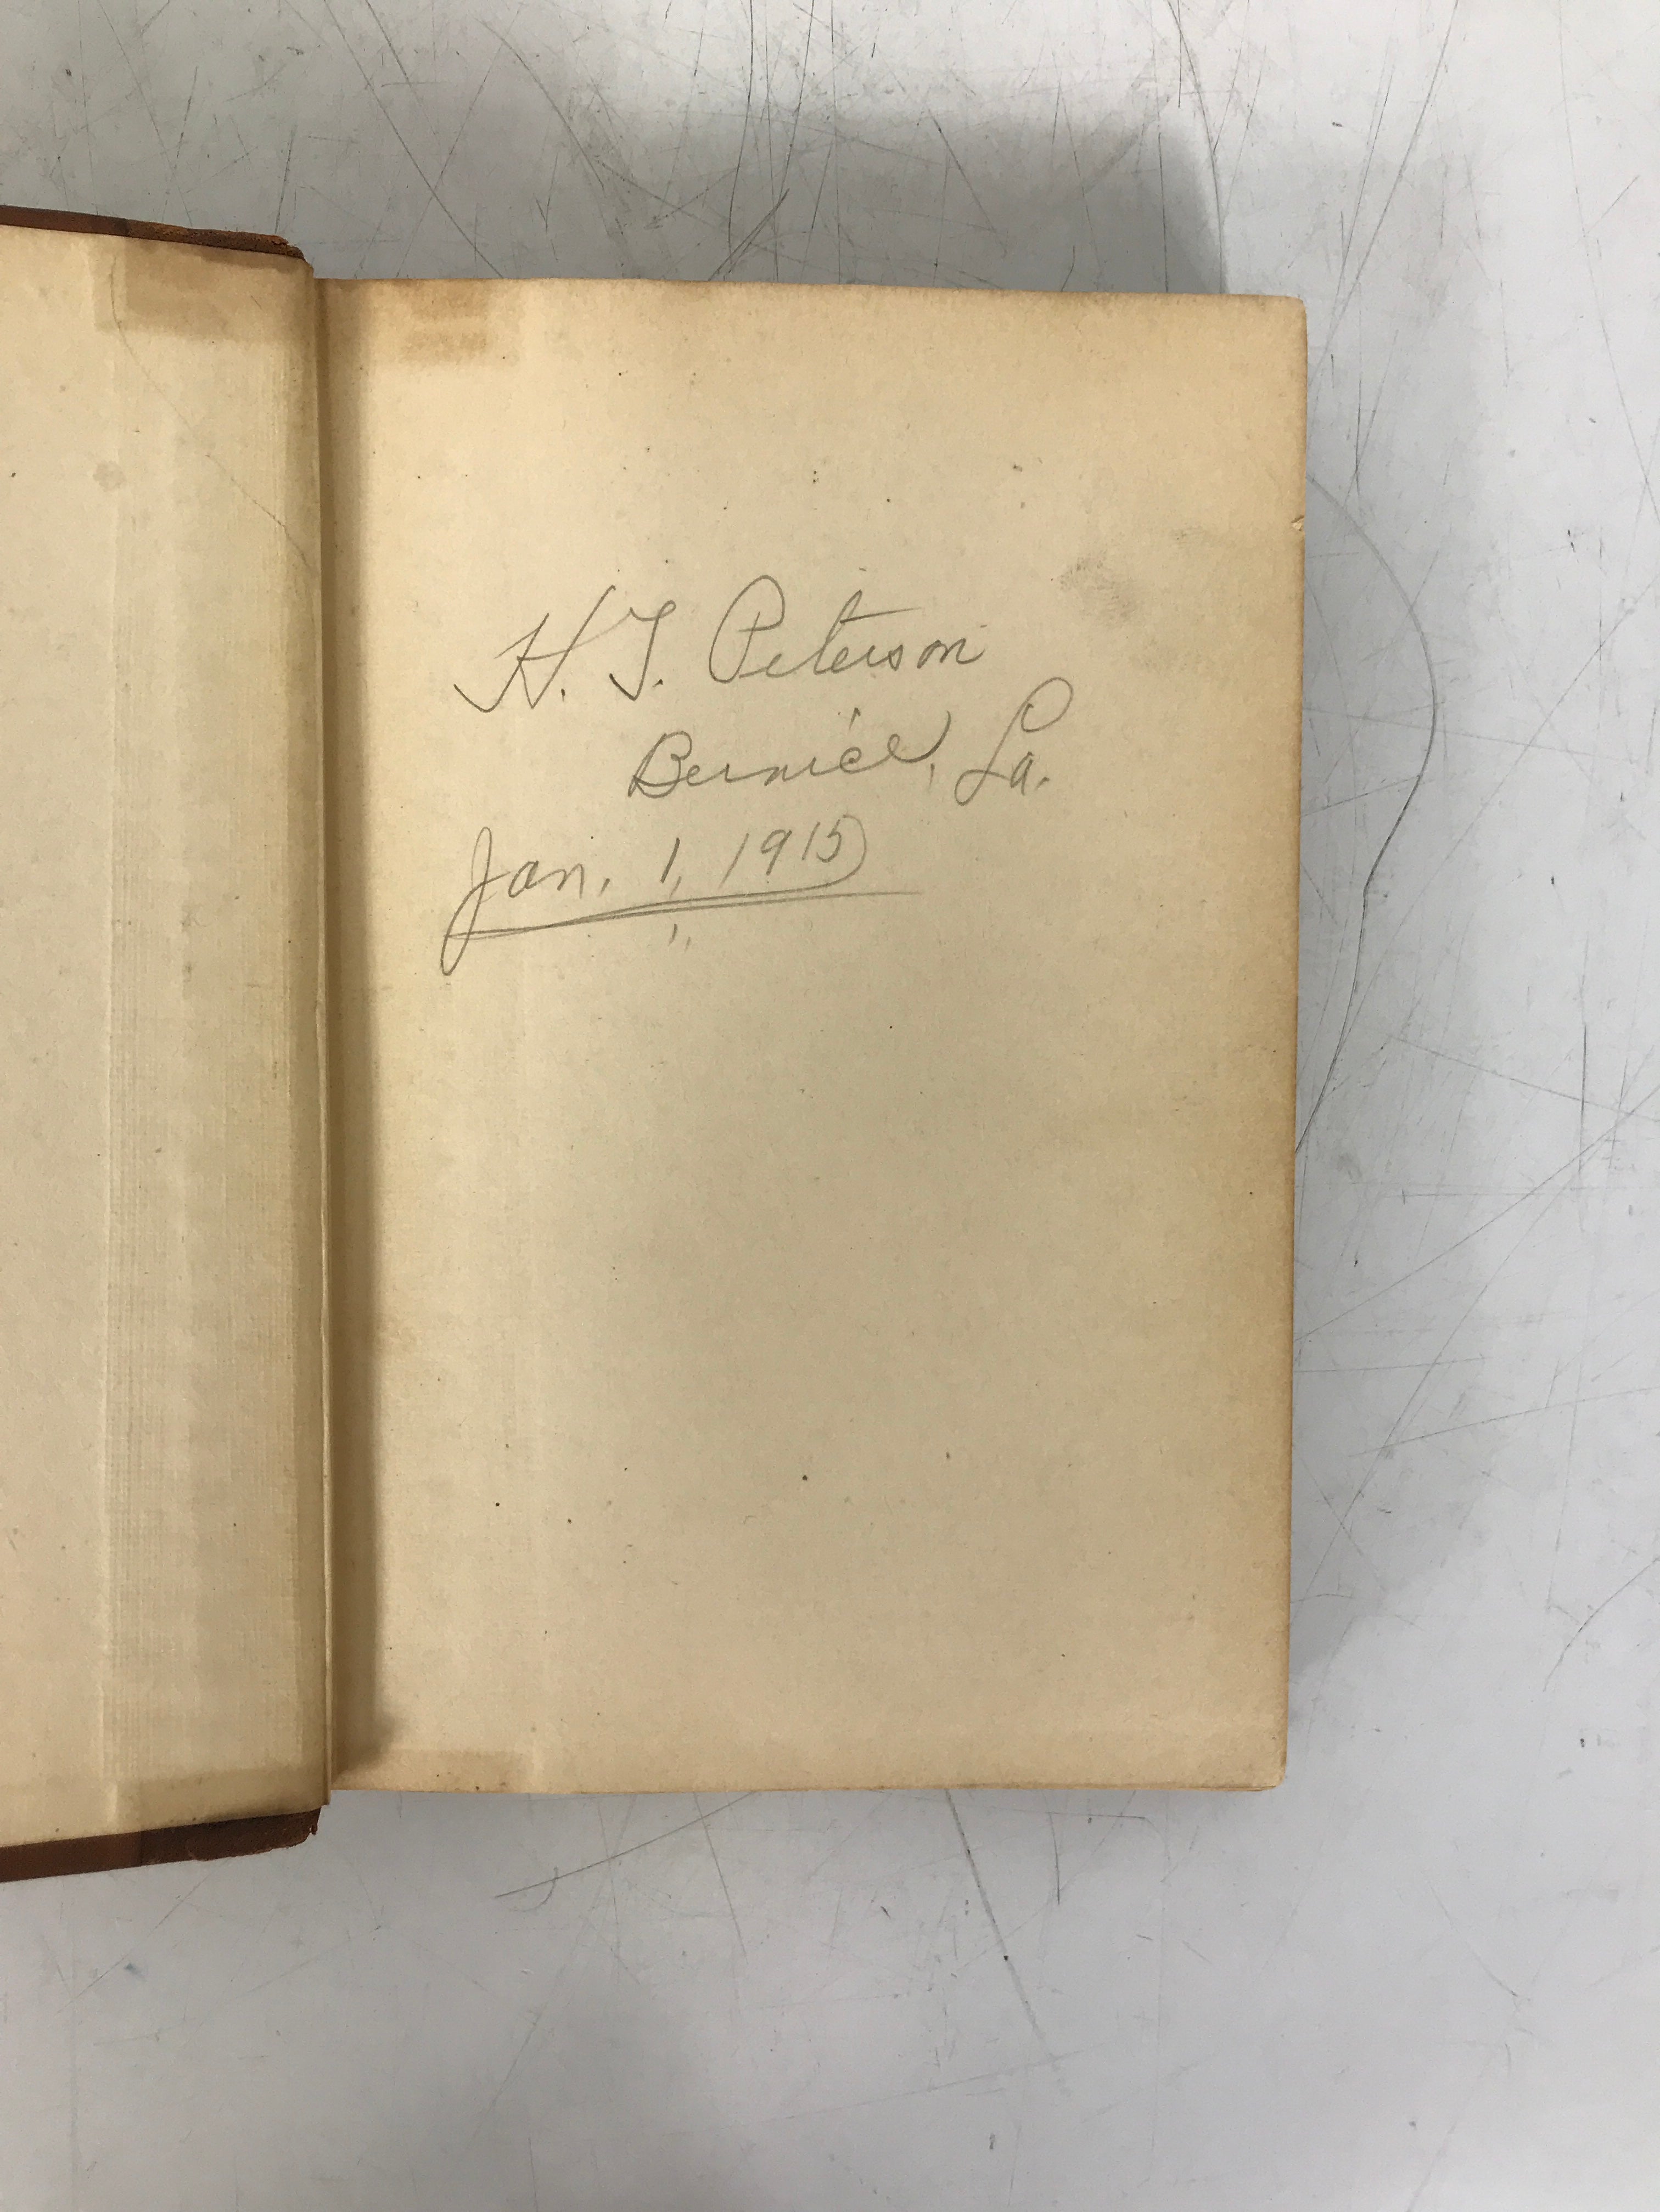 H. T. Peterson
Bernice, La.
Jan. 1, 1915